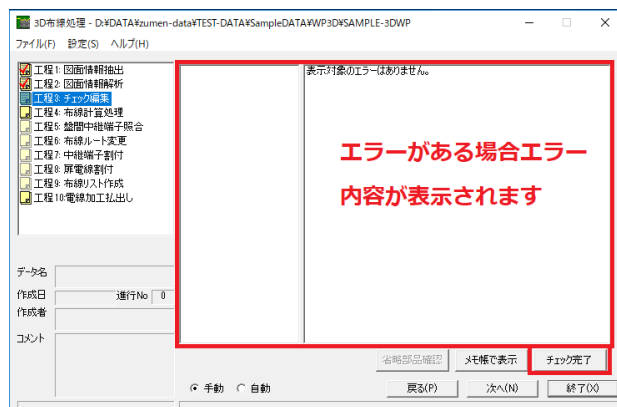 3D布線処理 - D:¥DATA¥zumen-data¥TEST-DATA¥SampleDATA¥WP3D¥SAMPLE-3DWP
ファイル(F) 設定(S) ヘルプ(H)
工程1: 図面情報抽出
工程2: 図面情報解析
工程3: チェック編集
工程4: 布線計算処理
工程5: 盤間中継端子照合
工程6: 布線ルート変更
工程7: 中継端子割付
工程8: 扉電線割付
工程9: 布線リスト作成
工程10:電線加工払出し
表示対象のエラーはありません。
エラーがある場合エラー
内容が表示されます
データ名
作成日 進行No 0
作成者
コメント
省略部品確認 メモ帳で表示 チェック完了
手動 自動 戻る(P) 次へ(N) 終了(X)